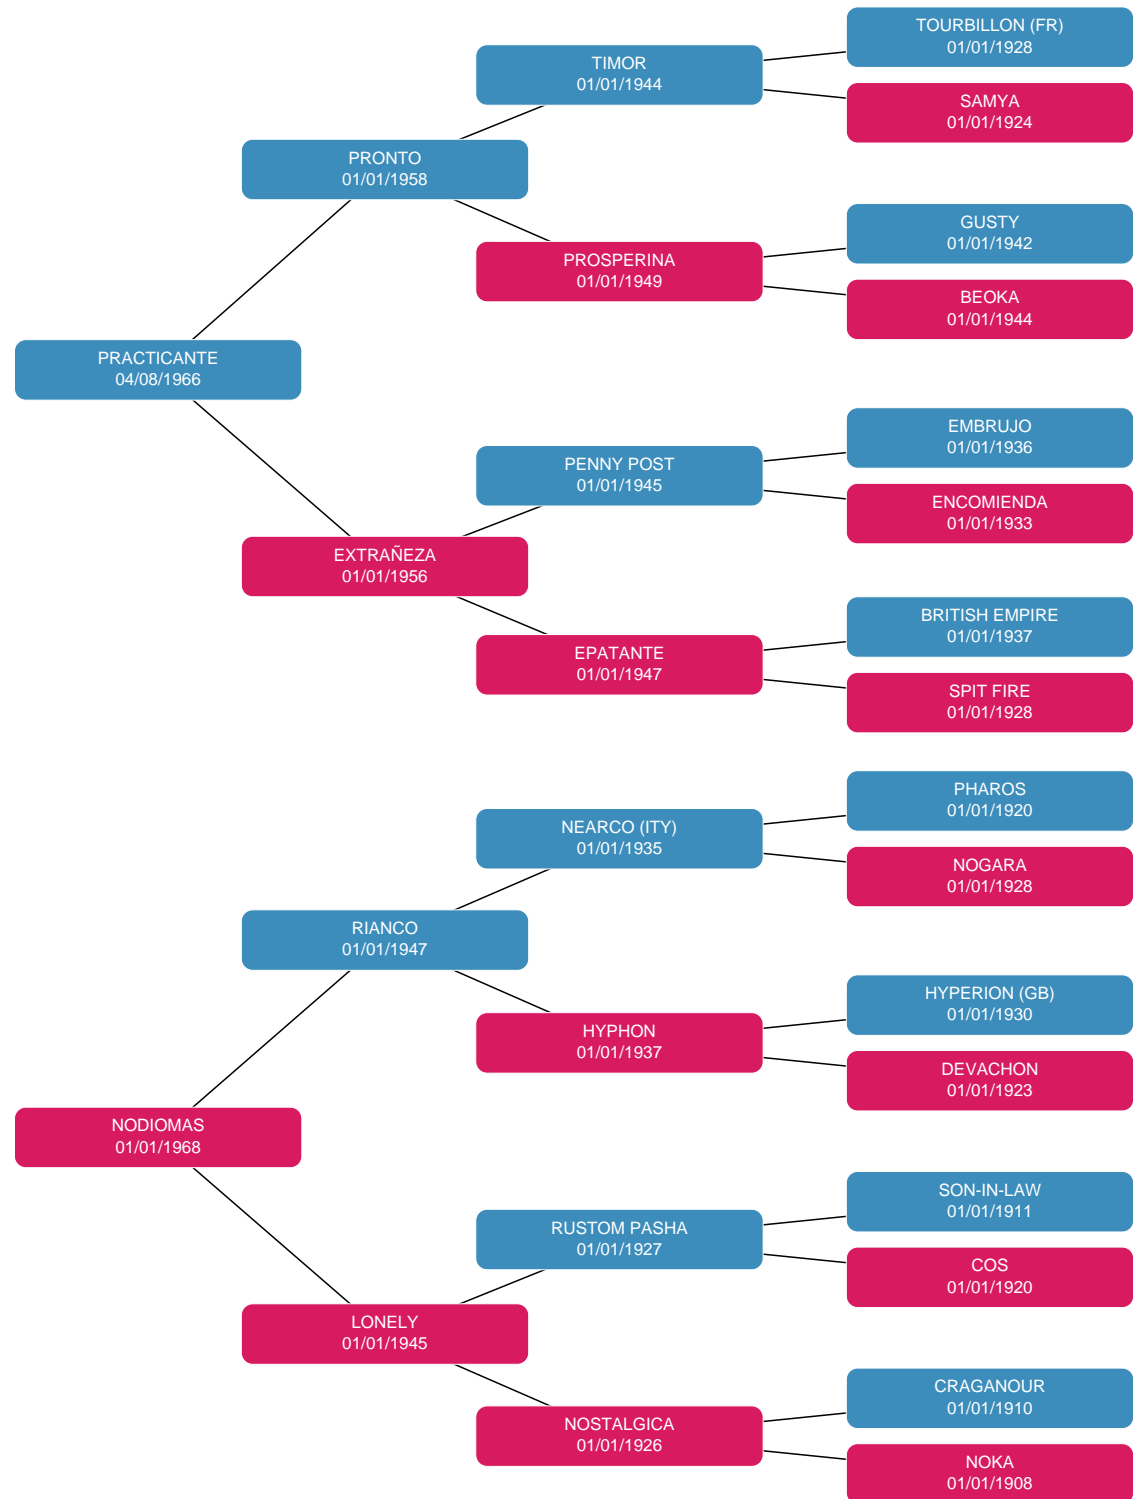 TOURBILLON (FR)
01/01/1928
TIMOR
01/01/1944
SAMYA
01/01/1924
PRONTO
01/01/1958
GUSTY
01/01/1942
PROSPERINA
01/01/1949
BEOKA
01/01/1944
PRACTICANTE
04/08/1966
EMBRUJO
01/01/1936
PENNY POST
01/01/1945
ENCOMIENDA
01/01/1933
EXTRAÑEZA
01/01/1956
BRITISH EMPIRE
01/01/1937
EPATANTE
01/01/1947
SPIT FIRE
01/01/1928
PHAROS
01/01/1920
NEARCO (ITY)
01/01/1935
NOGARA
01/01/1928
RIANCO
01/01/1947
HYPERION (GB)
01/01/1930
HYPHON
01/01/1937
DEVACHON
01/01/1923
NODIOMAS
01/01/1968
SON-IN-LAW
01/01/1911
RUSTOM PASHA
01/01/1927
COS
01/01/1920
LONELY
01/01/1945
CRAGANOUR
01/01/1910
NOSTALGICA
01/01/1926
NOKA
01/01/1908